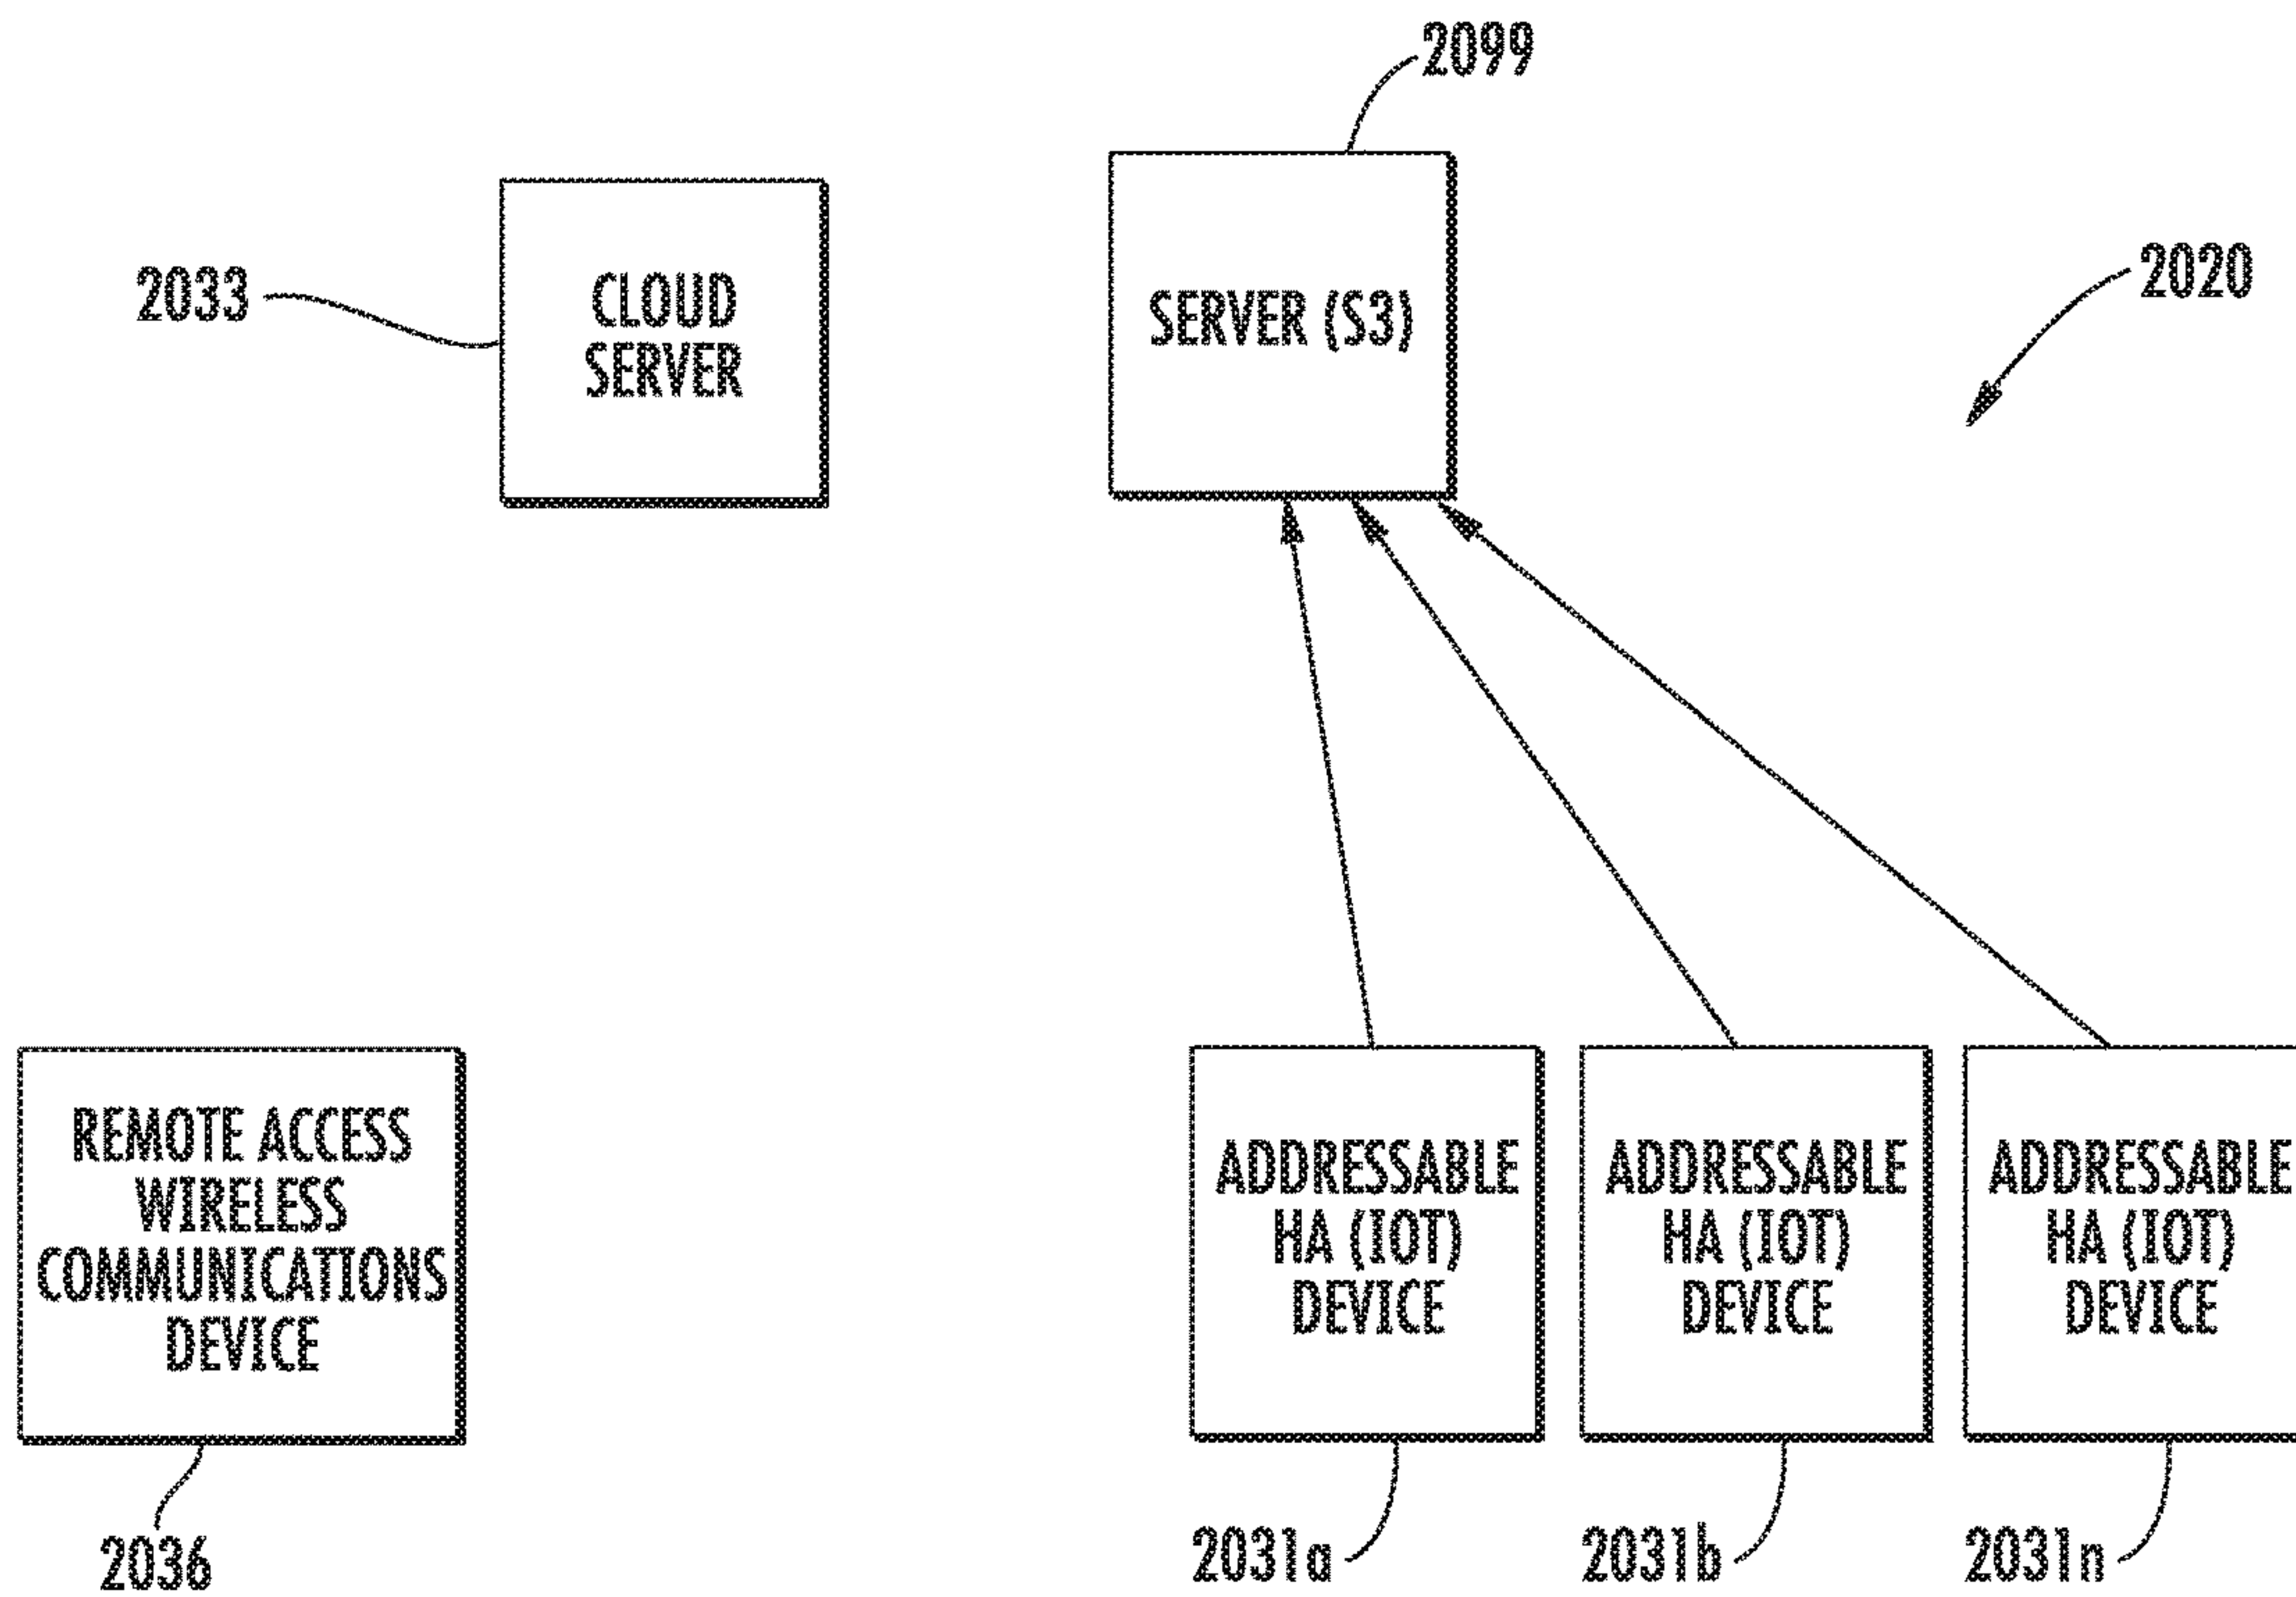 2099
2033
CLOUD
SERVER
SERVER (S3)
2020
REMOTE ACCESS
WIRELESS
COMMUNICATIONS
DEVICE
ADDRESSABLE
HA (IOT)
DEVICE
ADDRESSABLE
HA (IOT)
DEVICE
ADDRESSABLE
HA (IOT)
DEVICE
2036
2031a
2031b
2031n